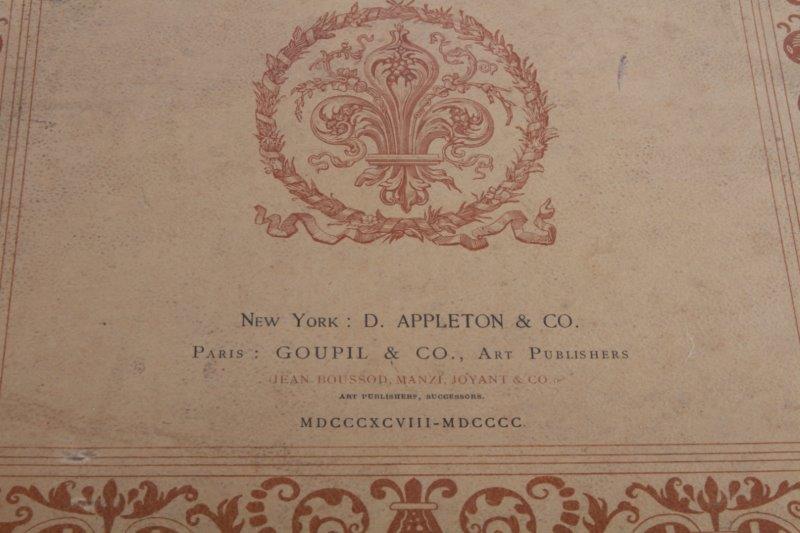 New York : D. APPLETON & CO.
Paris : GOUPIL & CO., Art Publishers
JEAN BOUSSOD, MANZI, JOYANT & CO.
ART PUBLISHERS, SUCCESSORS.
MDCCCXCVIII-MDCCCC